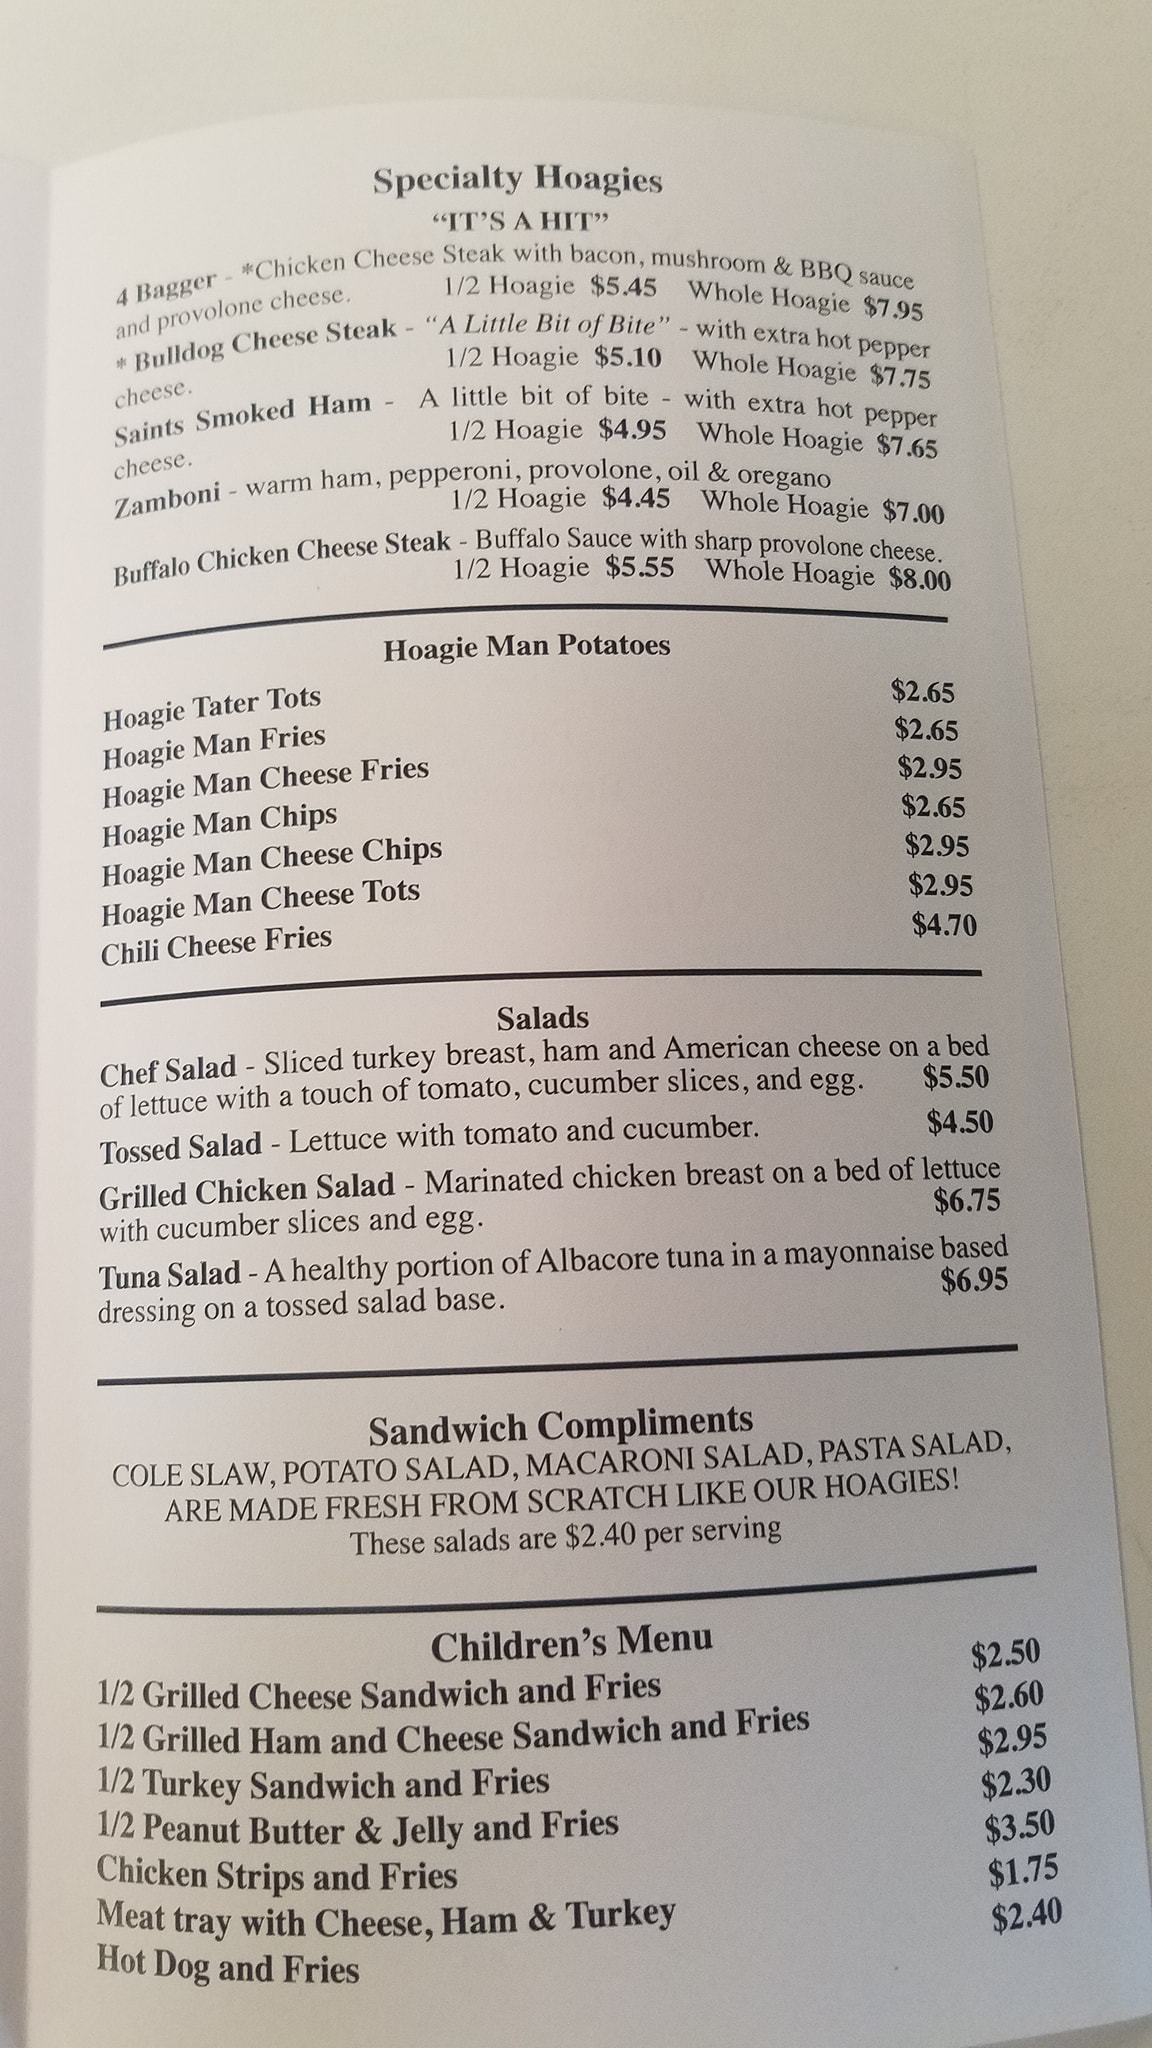 Specialty Hoagies
“IT’S A HIT”
4 Bagger - *Chicken Cheese Steak with bacon, mushroom & BBQ sauce
and provolone cheese. 1/2 Hoagie $5.45 Whole Hoagie $7.95
* Bulldog Cheese Steak - “A Little Bit of Bite” - with extra hot pepper
cheese. 1/2 Hoagie $5.10 Whole Hoagie $7.75
Saints Smoked Ham - A little bit of bite - with extra hot pepper
cheese. 1/2 Hoagie $4.95 Whole Hoagie $7.65
Zamboni - warm ham, pepperoni, provolone, oil & oregano
1/2 Hoagie $4.45 Whole Hoagie $7.00
Buffalo Chicken Cheese Steak - Buffalo Sauce with sharp provolone cheese.
1/2 Hoagie $5.55 Whole Hoagie $8.00
Hoagie Man Potatoes
Hoagie Tater Tots $2.65
Hoagie Man Fries $2.65
Hoagie Man Cheese Fries $2.95
Hoagie Man Chips $2.65
Hoagie Man Cheese Chips $2.95
Hoagie Man Cheese Tots $2.95
Chili Cheese Fries $4.70
Salads
Chef Salad - Sliced turkey breast, ham and American cheese on a bed
of lettuce with a touch of tomato, cucumber slices, and egg. $5.50
Tossed Salad - Lettuce with tomato and cucumber. $4.50
Grilled Chicken Salad - Marinated chicken breast on a bed of lettuce
with cucumber slices and egg. $6.75
Tuna Salad - A healthy portion of Albacore tuna in a mayonnaise based
dressing on a tossed salad base. $6.95
Sandwich Compliments
COLE SLAW, POTATO SALAD, MACARONI SALAD, PASTA SALAD,
ARE MADE FRESH FROM SCRATCH LIKE OUR HOAGIES!
These salads are $2.40 per serving
Children’s Menu
1/2 Grilled Cheese Sandwich and Fries $2.50
1/2 Grilled Ham and Cheese Sandwich and Fries $2.60
1/2 Turkey Sandwich and Fries $2.95
1/2 Peanut Butter & Jelly and Fries $2.30
Chicken Strips and Fries $3.50
Meat tray with Cheese, Ham & Turkey $1.75
Hot Dog and Fries $2.40